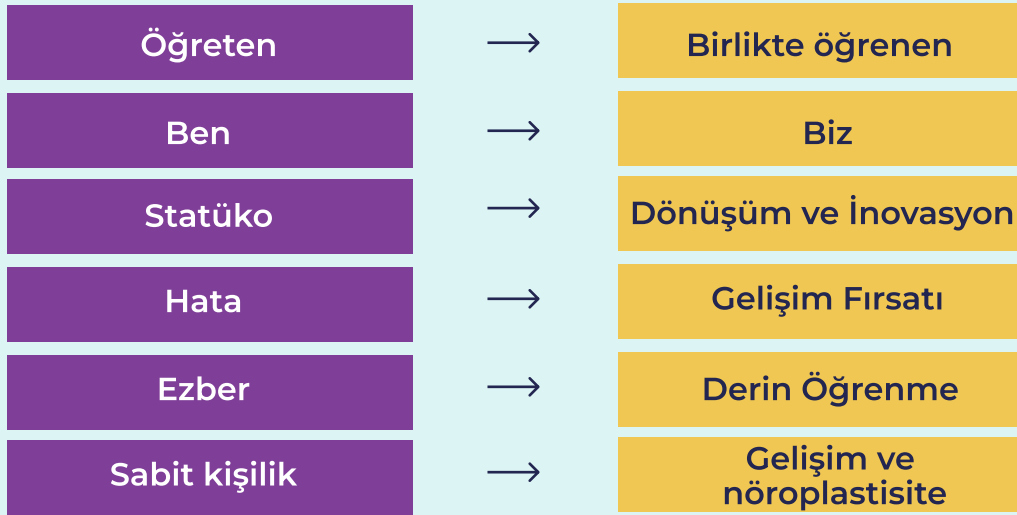 Öğreten → Birlikte öğrenen
Ben → Biz
Statüko → Dönüşüm ve İnovasyon
Hata → Gelişim Fırsatı
Ezber → Derin Öğrenme
Sabit kişilik → Gelişim ve
nöroplastisite